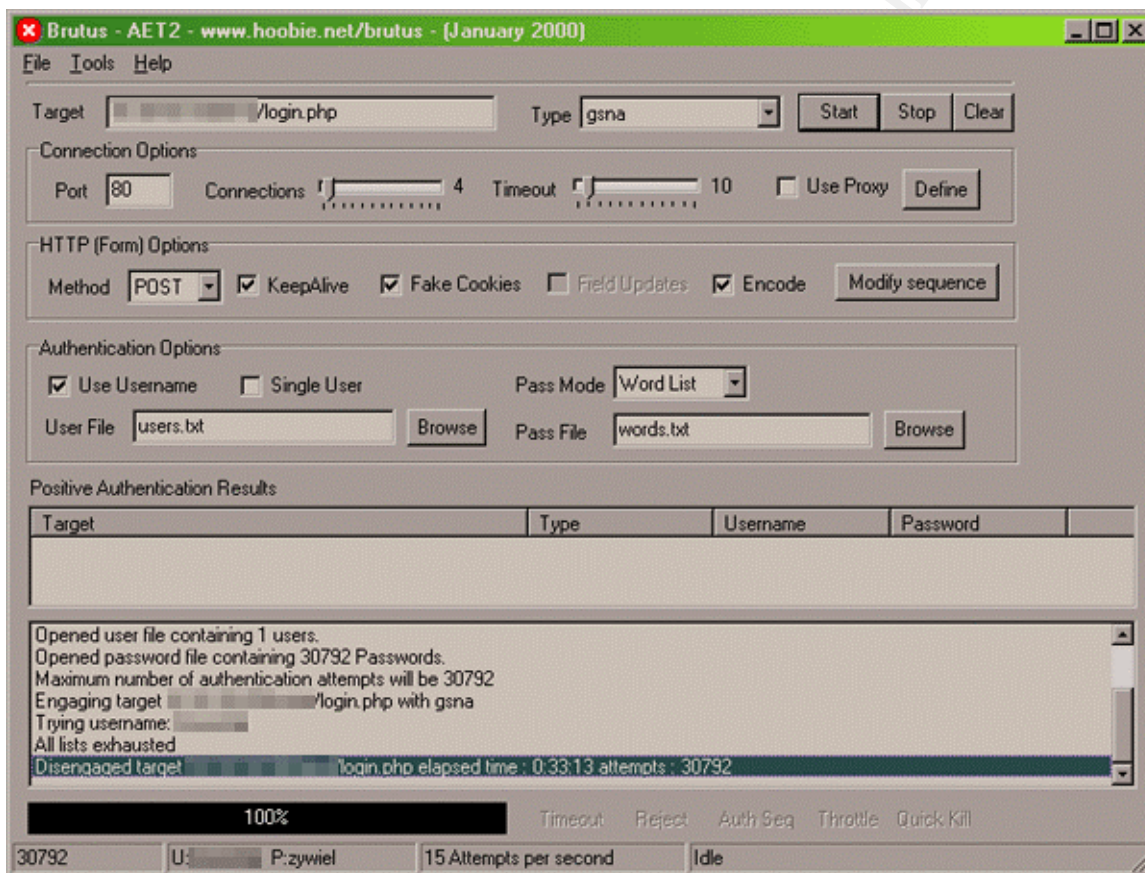 Brutus - AET2 - www.hoobie.net/brutus - (January 2000)
File Tools Help
Target /login.php Type gsna Start Stop Clear
Connection Options
Port 80 Connections 4 Timeout 10 Use Proxy Define
HTTP (Form) Options
Method POST KeepAlive Fake Cookies Field Updates Encode Modify sequence
Authentication Options
Use Username Single User Pass Mode Word List
User File users.txt Browse Pass File words.txt Browse
Positive Authentication Results
Target Type Username Password
Opened user file containing 1 users.
Opened password file containing 30792 Passwords.
Maximum number of authentication attempts will be 30792
Engaging target /login.php with gsna
Trying username:
All lists exhausted
Disengaged target /login.php elapsed time : 0:33:13 attempts : 30792
100% Timeout Reject Auth Seq Throttle Quick Kill
30792 U: P:zywiel 15 Attempts per second Idle